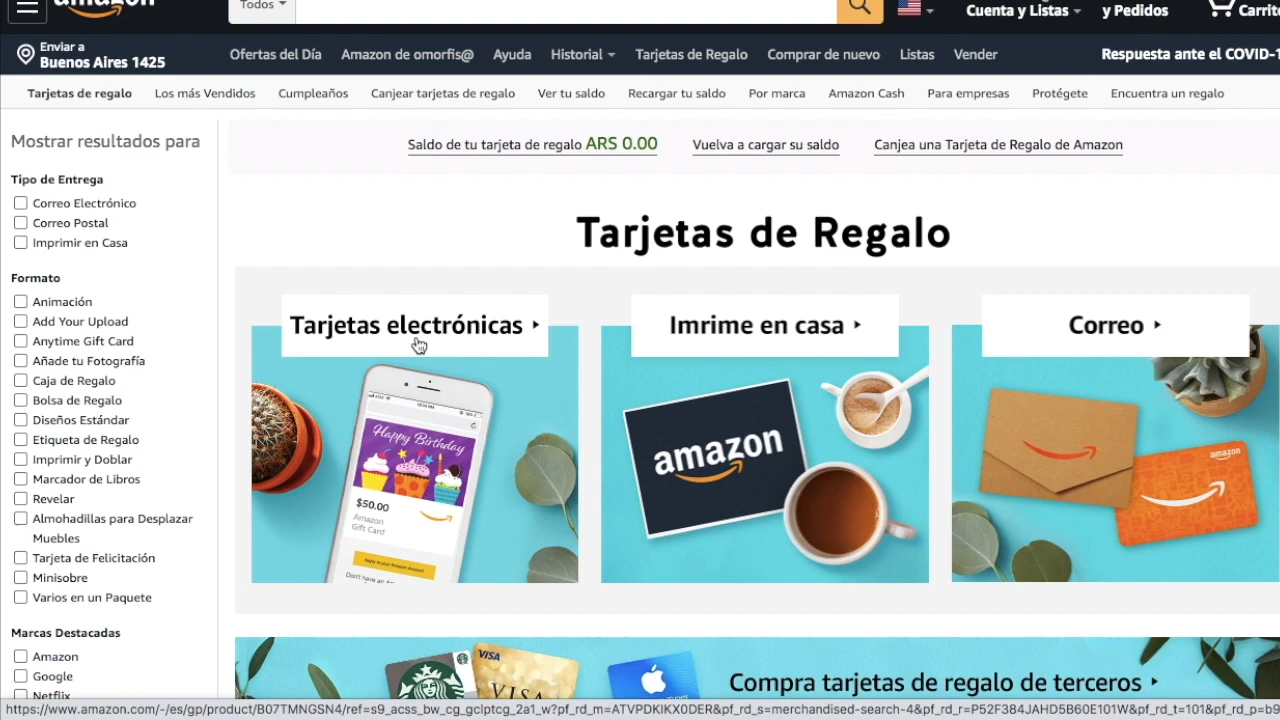 amazon
Todos
Cuenta y Listas
y Pedidos
Carrito
Enviar a
Buenos Aires 1425
Ofertas del Día
Amazon de omorfis@
Ayuda
Historial
Tarjetas de Regalo
Comprar de nuevo
Listas
Vender
Respuesta ante el COVID-1
Tarjetas de regalo
Los más Vendidos
Cumpleaños
Canjear tarjetas de regalo
Ver tu saldo
Recargar tu saldo
Por marca
Amazon Cash
Para empresas
Protégete
Encuentra un regalo
Saldo de tu tarjeta de regalo ARS 0.00
Vuelva a cargar su saldo
Canjea una Tarjeta de Regalo de Amazon
Mostrar resultados para
Tipo de Entrega
Correo Electrónico
Correo Postal
Imprimir en Casa
Formato
Animación
Add Your Upload
Anytime Gift Card
Añade tu Fotografía
Caja de Regalo
Bolsa de Regalo
Diseños Estándar
Etiqueta de Regalo
Imprimir y Doblar
Marcador de Libros
Revelar
Almohadillas para Desplazar
Muebles
Tarjeta de Felicitación
Minisobre
Varios en un Paquete
Marcas Destacadas
Amazon
Google
Netflix
Tarjetas de Regalo
Tarjetas electrónicas
Imrime en casa
Correo
Happy Birthday
$50.00
Amazon
Gift Card
Apply to your Amazon Account
amazon
amazon
VISA
VISA
Compra tarjetas de regalo de terceros
https://www.amazon.com/-/es/gp/product/B07TMNGSN4/ref=s9_acss_bw_cg_gclptcg_2a1_w?pf_rd_m=ATVPDKIKX0DER&pf_rd_s=merchandised-search-4&pf_rd_r=P52F384JAHD5B60E101W&pf_rd_t=101&pf_rd_p=b9